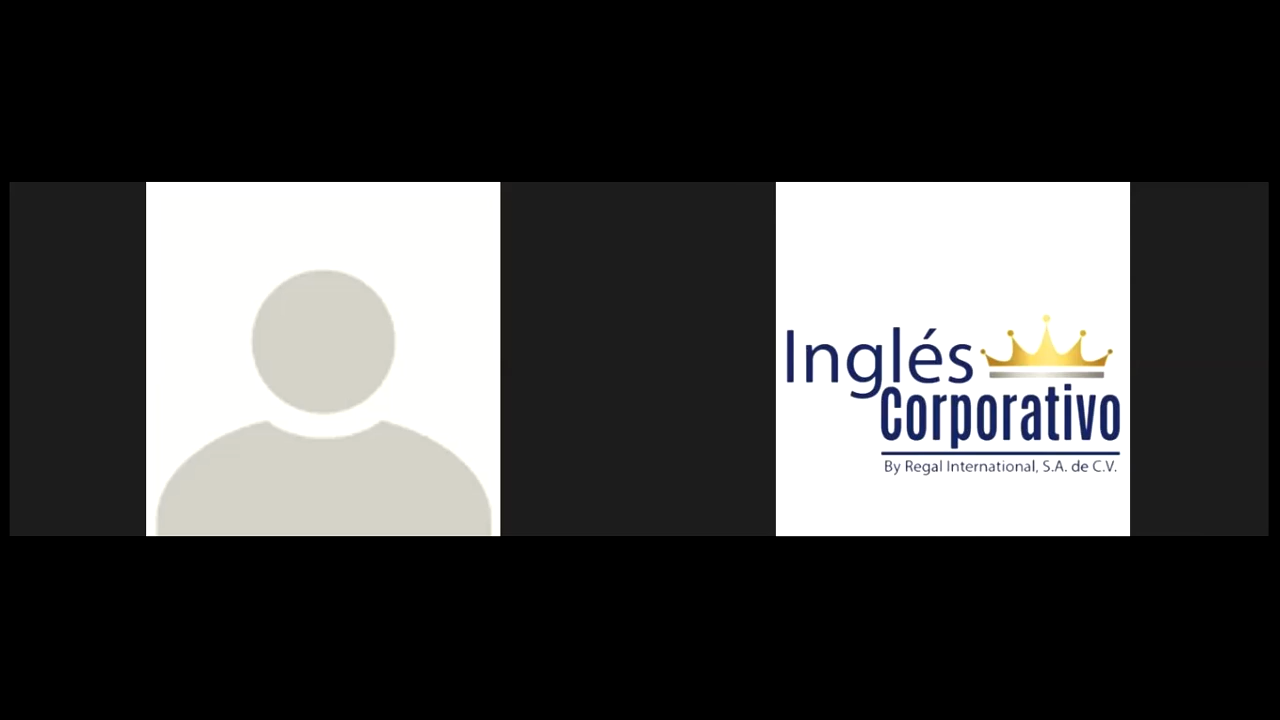 Inglés
Corporativo
By Regal International, S.A. de C.V.